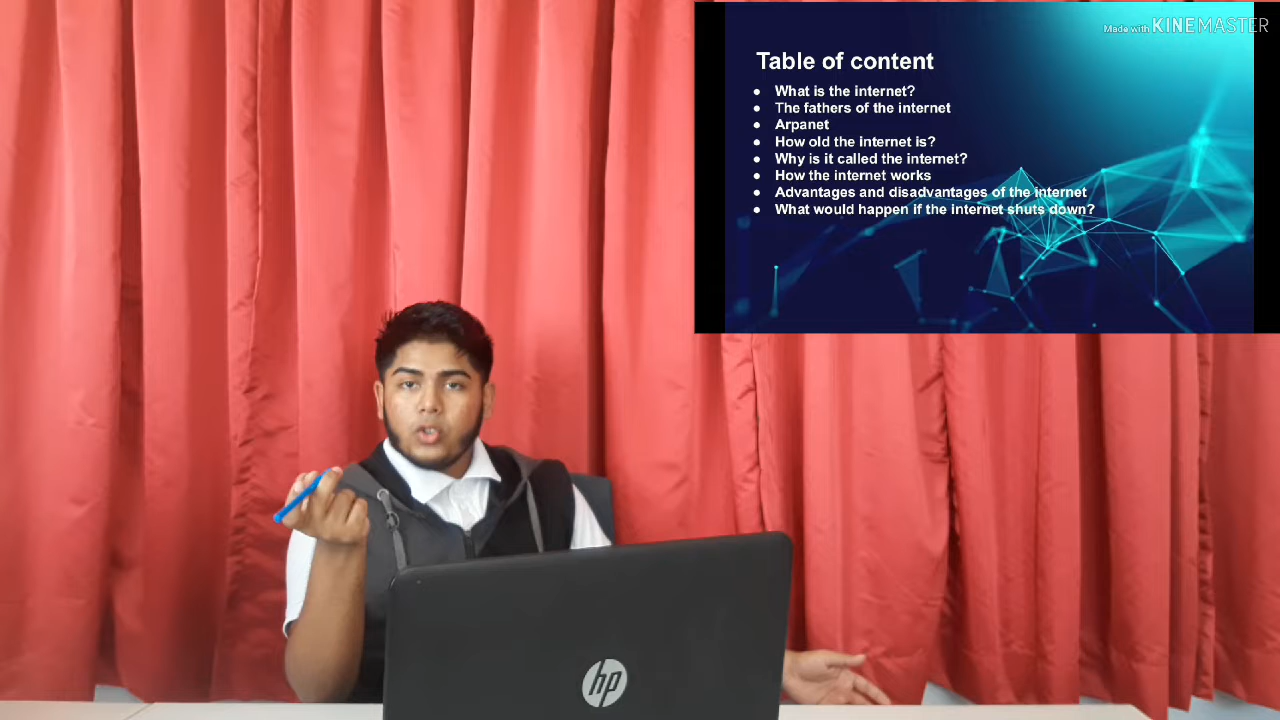 Made with KINEMASTER
Table of content
What is the internet?
The fathers of the internet
Arpanet
How old the internet is?
Why is it called the internet?
How the internet works
Advantages and disadvantages of the internet
What would happen if the internet shuts down?
hp